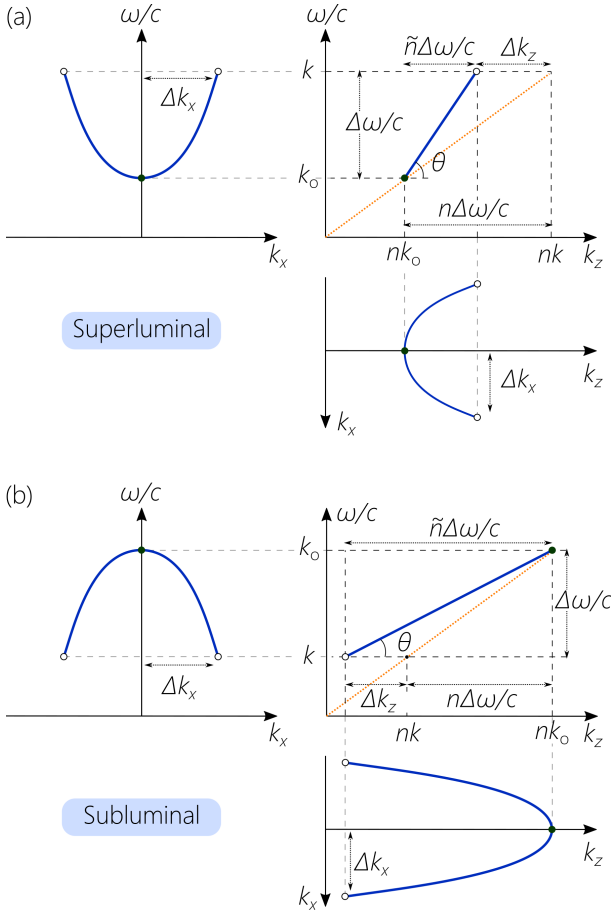 (a)
ω/c
ω/c
ñΔω/c
Δk_z
Δk_x
k
Δω/c
θ
k_o
nΔω/c
k_x
nk_o
nk
k_z
Superluminal
Δk_x
k_z
k_x
(b)
ω/c
ω/c
ñΔω/c
k_o
Δω/c
θ
k
Δk_x
Δk_z
nΔω/c
k_x
nk
nk_o
k_z
Subluminal
Δk_x
k_z
k_x